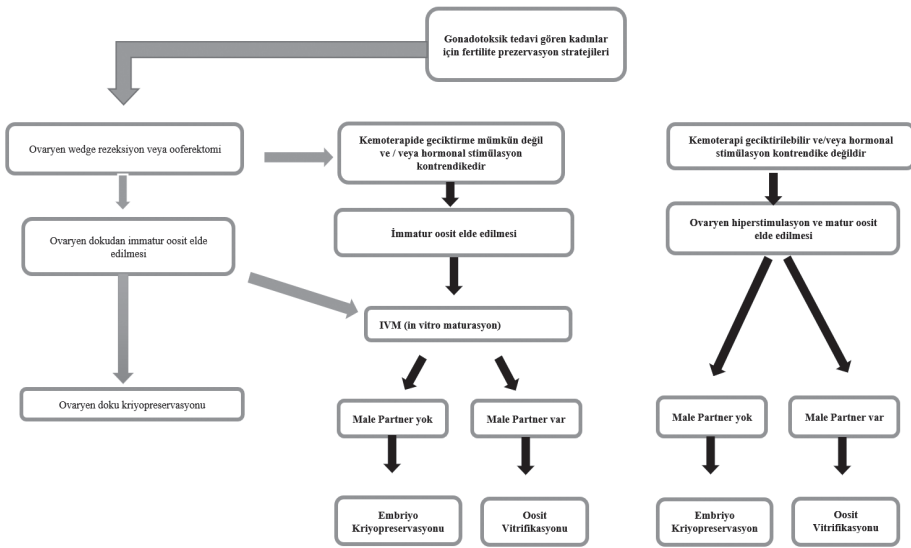 Gonadotoksik tedavi gören kadınlar
için fertilite prezervasyon stratejileri
Ovaryen wedge rezeksiyon veya ooferektomi
Kemoterapide geciktirme mümkün değil
ve / veya hormonal stimülasyon
kontrendikedir
Kemoterapi geciktirilebilir ve/veya hormonal
stimülasyon kontrendike değildir
Ovaryen dokudan immatur oosit elde
edilmesi
İmmatur oosit elde edilmesi
Ovaryen hiperstimulasyon ve matur oosit
elde edilmesi
IVM (in vitro maturasyon)
Ovaryen doku kriyopreservasyonu
Male Partner yok
Male Partner var
Male Partner yok
Male Partner var
Embriyo
Kriyopreservasyonu
Oosit
Vitrifikasyonu
Embriyo
Kriyopreservasyon
Oosit
Vitrifikasyonu